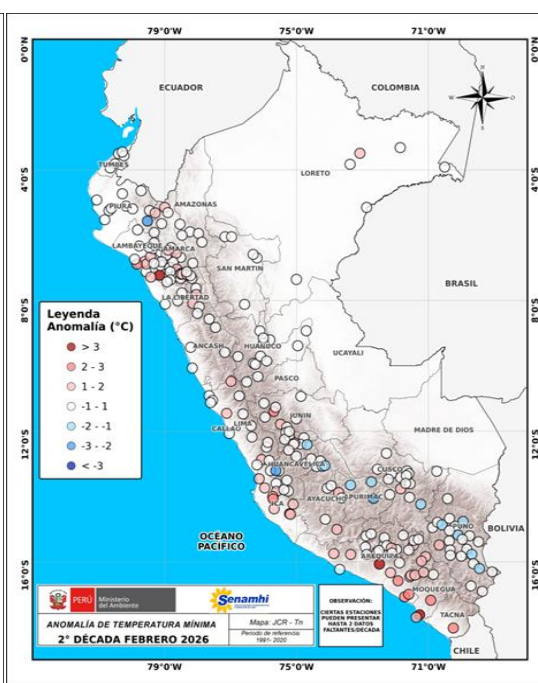 79°0'W 75°0'W 71°0'W
0°0'N 0°0'N
ECUADOR
COLOMBIA
TUMBES
LORETO
4°0'S 4°0'S
PIURA
AMAZONAS
LAMBAYEQUE
SAN MARTIN
BRASIL
LA LIBERTAD
8°0'S 8°0'S
Leyenda
Anomalía (°C)
> 3
2 - 3
1 - 2
-1 - 1
-2 - -1
-3 - -2
< -3
ANCASH
HUANUCO
UCAYALI
PASCO
JUNIN
LIMA
CALLAO
MADRE DE DIOS
12°0'S 12°0'S
HUANCAVELICA
CUSCO
ICA
AYACUCHO
APURIMAC
PUNO
BOLIVIA
OCÉANO
PACÍFICO
AREQUIPA
16°0'S 16°0'S
MOQUEGUA
TACNA
CHILE
PERÚ
Ministerio
del Ambiente
Senamhi
ANOMALÍA DE TEMPERATURA MÍNIMA
2° DÉCADA FEBRERO 2026
Mapa: JCR - Tn
Periodo de referencia:
1991- 2020
OBSERVACIÓN:
CIERTAS ESTACIONES
PUEDEN PRESENTAR
HASTA 2 DATOS
FALTANTES/DÉCADA
79°0'W 75°0'W 71°0'W